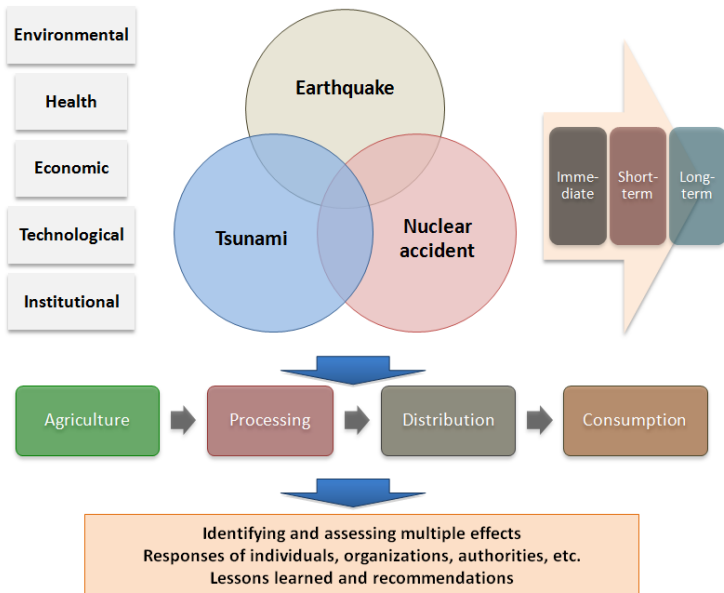 Environmental
Health
Economic
Technological
Institutional
Earthquake
Tsunami
Nuclear
accident
Imme-
diate
Short-
term
Long-
term
Agriculture
Processing
Distribution
Consumption
Identifying and assessing multiple effects
Responses of individuals, organizations, authorities, etc.
Lessons learned and recommendations